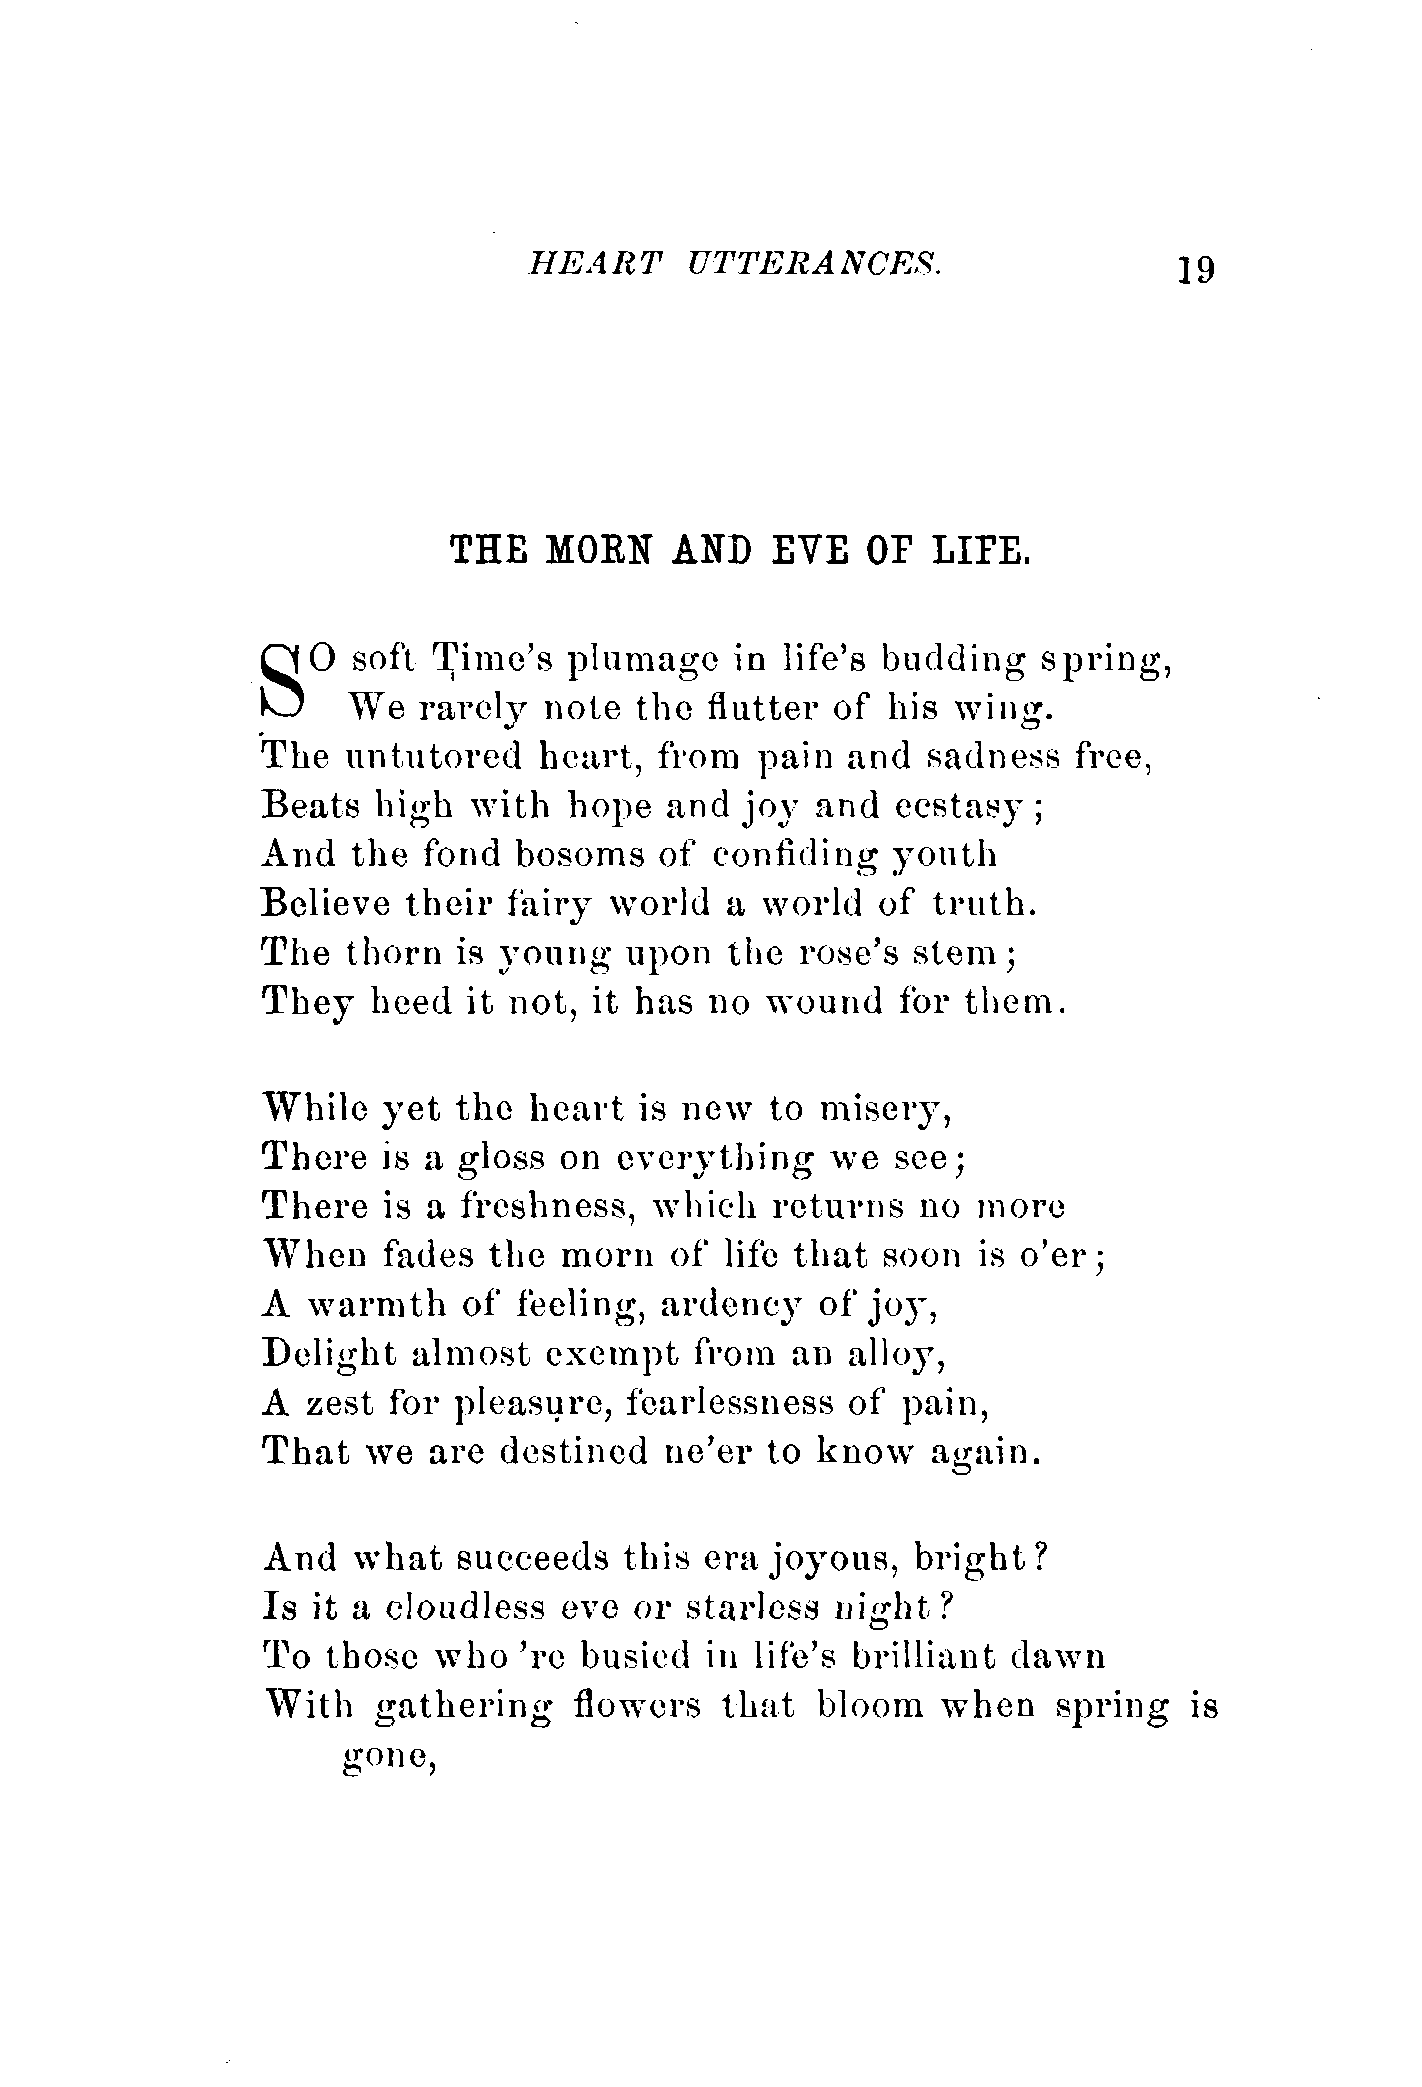 HEART UTTERANCES. 19
THE MORN AND EVE OF LIFE.
SO soft Time's plumage in life's budding spring,
We rarely note the flutter of his wing.
The untutored heart, from pain and sadness free,
Beats high with hope and joy and ecstasy;
And the fond bosoms of confiding youth
Believe their fairy world a world of truth.
The thorn is young upon the rose's stem;
They heed it not, it has no wound for them.
While yet the heart is new to misery,
There is a gloss on everything we see;
There is a freshness, which returns no more
When fades the morn of life that soon is o'er;
A warmth of feeling, ardency of joy,
Delight almost exempt from an alloy,
A zest for pleasure, fearlessness of pain,
That we are destined ne'er to know again.
And what succeeds this era joyous, bright?
Is it a cloudless eve or starless night?
To those who 're busied in life's brilliant dawn
With gathering flowers that bloom when spring is
gone,